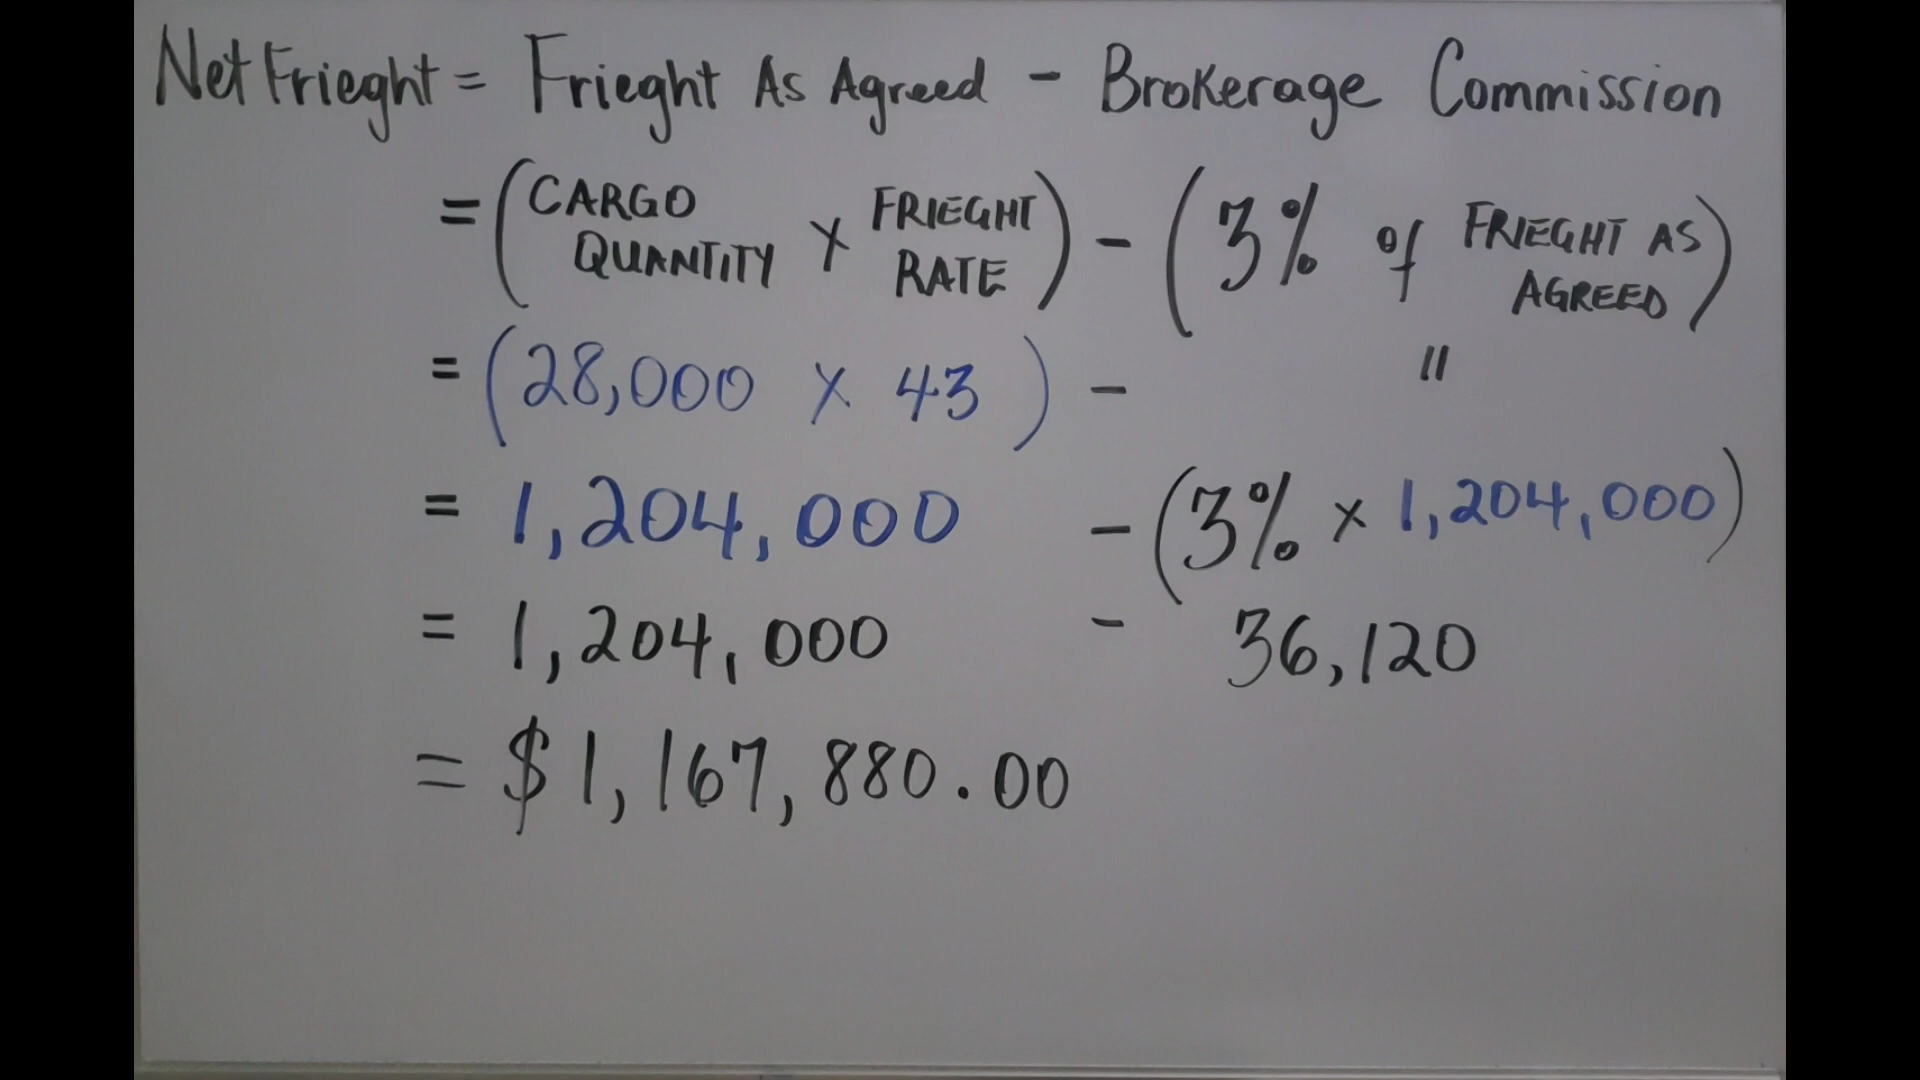 Net Frieght = Frieght As Agreed - Brokerage Commission
= (CARGO QUANTITY x FRIEGHT RATE) - (3% of FRIEGHT AS AGREED)
= (28,000 x 43) - "
= 1,204,000 - (3% x 1,204,000)
= 1,204,000 - 36,120
= $1,167,880.00